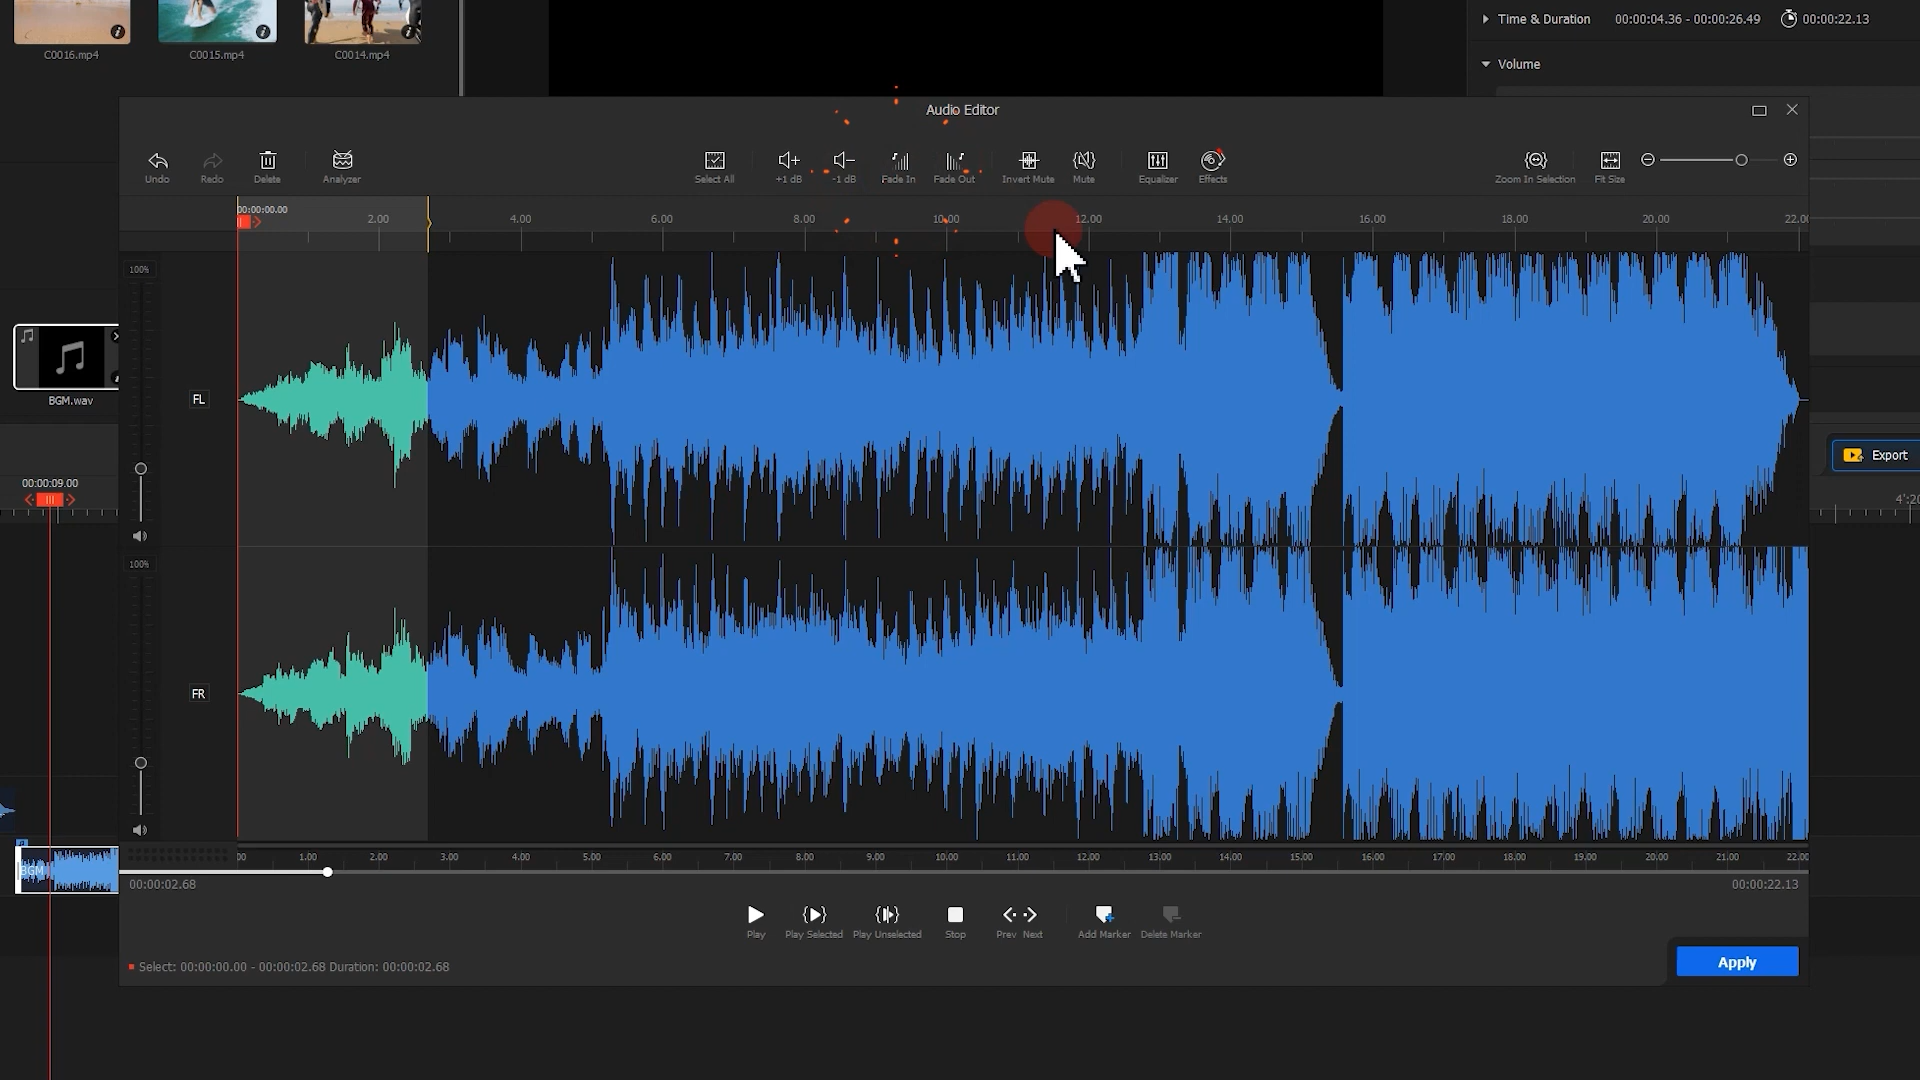 C0016.mp4 C0015.mp4 C0014.mp4
Time & Duration 00:00:04.36 - 00:00:26.49 00:00:22.13
Volume
Audio Editor
Undo Redo Delete Analyzer Select All +1 dB -1 dB Fade In Fade Out Invert Mute Mute Equalizer Effects Zoom In Selection Fit Size
00:00:00.00
2.00 4.00 6.00 8.00 10.00 12.00 14.00 16.00 18.00 20.00 22.0
100%
BGM.wav
FL
Export
00:00:09.00
4':20
100%
FR
00 1.00 2.00 3.00 4.00 5.00 6.00 7.00 8.00 9.00 10.00 11.00 12.00 13.00 14.00 15.00 16.00 17.00 18.00 19.00 20.00 21.00 22.00
BGM
00:00:02.68 00:00:22.13
Play Play Selected Play Unselected Stop Prev Next Add Marker Delete Marker
Select: 00:00:00.00 - 00:00:02.68 Duration: 00:00:02.68
Apply